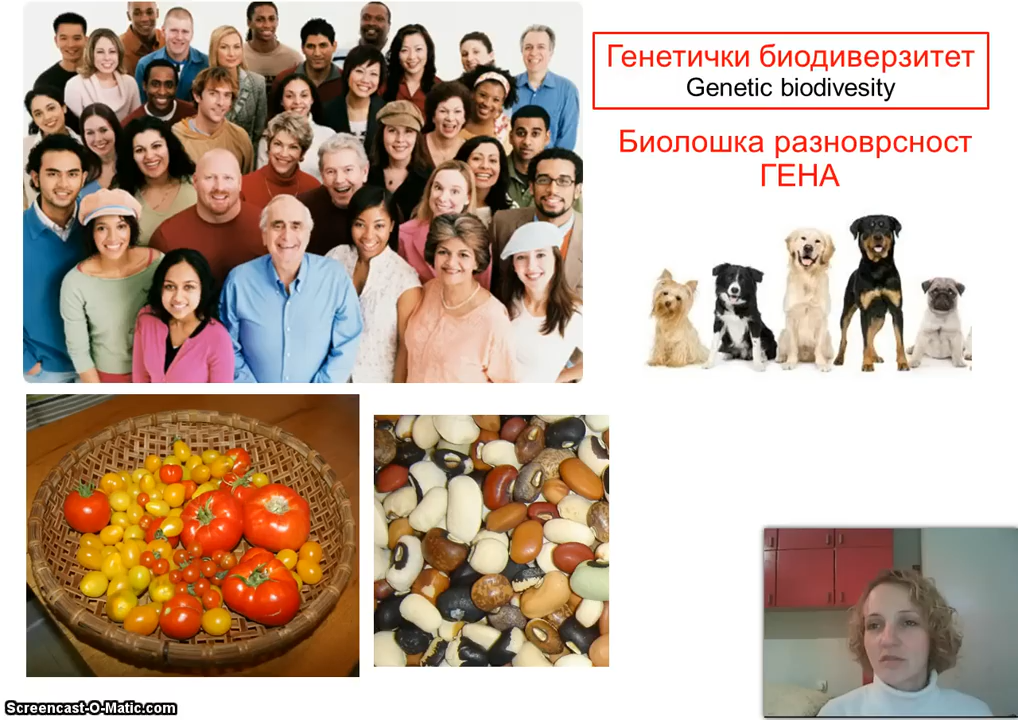 Генетички биодиверзитет
Genetic biodivesity
Биолошка разноврсност
ГЕНА
Screencast-O-Matic.com